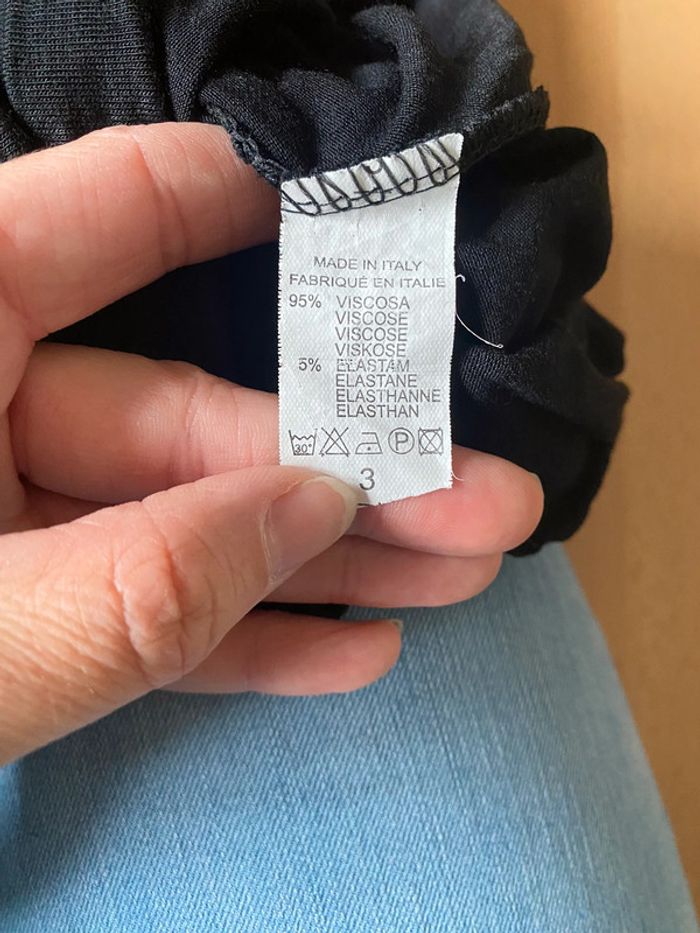 MADE IN ITALY
FABRIQUÉ EN ITALIE
95% VISCOSA
VISCOSE
VISCOSE
VISKOSE
5% ELASTAM
ELASTANE
ELASTHANNE
ELASTHAN
30° P
3